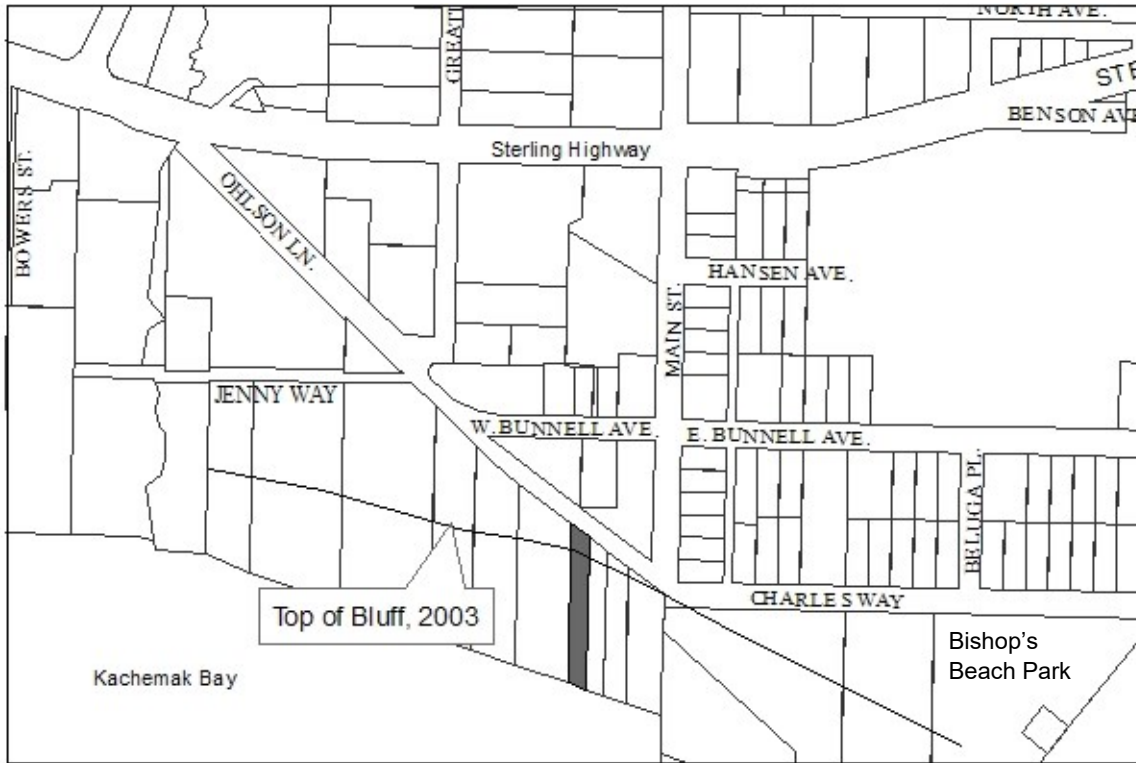 NORTH AVE.
GREAT
STE
BENSON AVE
Sterling Highway
BOWERS ST.
OHLSON LN.
HANSEN AVE.
MAIN ST.
JENNY WAY
W. BUNNELL AVE.
E. BUNNELL AVE.
BELUGA PL.
Top of Bluff, 2003
CHARLES WAY
Bishop's
Beach Park
Kachemak Bay